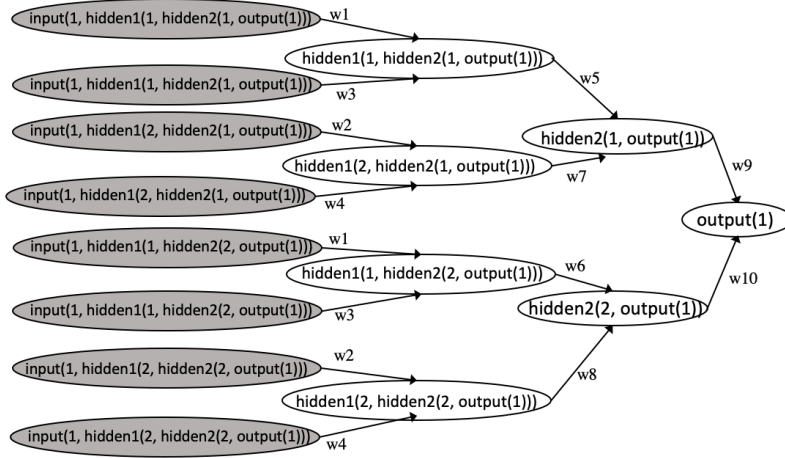 input(1, hidden1(1, hidden2(1, output(1)))
w1
hidden1(1, hidden2(1, output(1)))
input(1, hidden1(1, hidden2(1, output(1)))
w3
w5
input(1, hidden1(2, hidden2(1, output(1)))
w2
hidden2(1, output(1))
hidden1(2, hidden2(1, output(1)))
w7
w9
input(1, hidden1(2, hidden2(1, output(1)))
w4
output(1)
input(1, hidden1(1, hidden2(2, output(1)))
w1
hidden1(1, hidden2(2, output(1)))
w6
w10
input(1, hidden1(1, hidden2(2, output(1)))
w3
hidden2(2, output(1))
input(1, hidden1(2, hidden2(2, output(1)))
w2
w8
hidden1(2, hidden2(2, output(1)))
input(1, hidden1(2, hidden2(2, output(1)))
w4